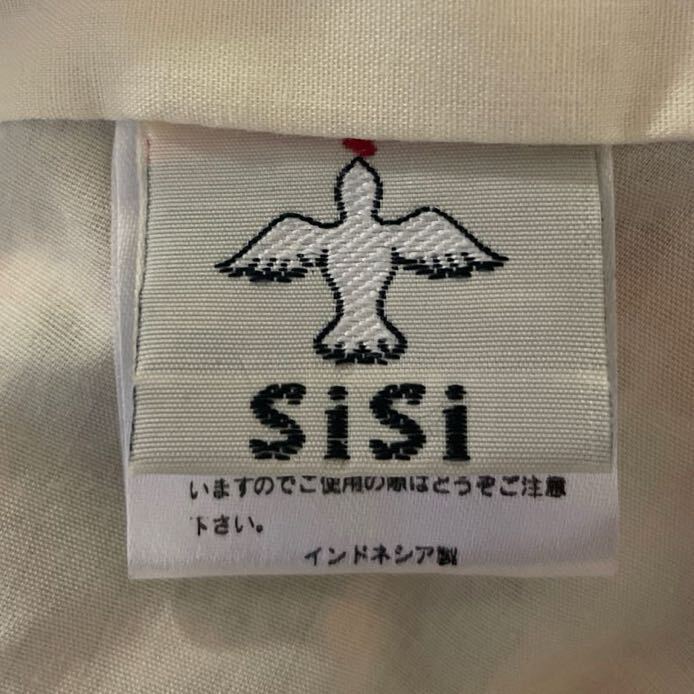 SiSi
いますのでご使用の際はどうぞご注意
下さい。
インドネシア製